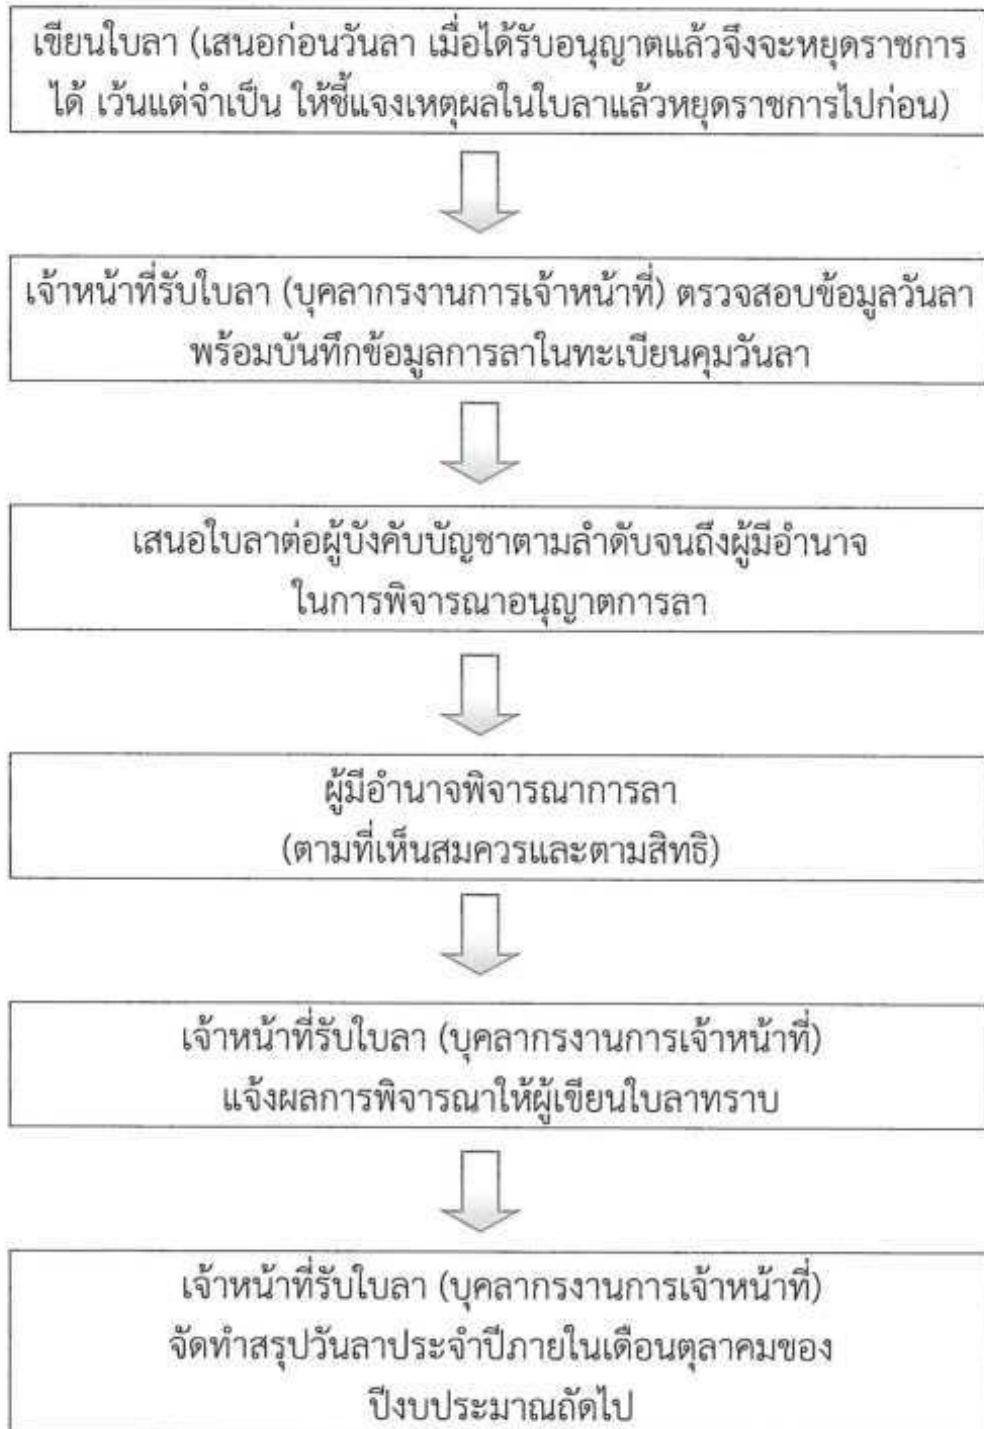 เขียนใบลา (เสนอก่อนวันลา เมื่อได้รับอนุญาตแล้วจึงจะหยุดราชการ
ได้ เว้นแต่จำเป็น ให้ชี้แจงเหตุผลในใบลาแล้วหยุดราชการไปก่อน)
เจ้าหน้าที่รับใบลา (บุคลากรงานการเจ้าหน้าที่) ตรวจสอบข้อมูลวันลา
พร้อมบันทึกข้อมูลการลาในทะเบียนคุมวันลา
เสนอใบลาต่อผู้บังคับบัญชาตามลำดับจนถึงผู้มีอำนาจ
ในการพิจารณาอนุญาตการลา
ผู้มีอำนาจพิจารณาการลา
(ตามที่เห็นสมควรและตามสิทธิ)
เจ้าหน้าที่รับใบลา (บุคลากรงานการเจ้าหน้าที่)
แจ้งผลการพิจารณาให้ผู้เขียนใบลาทราบ
เจ้าหน้าที่รับใบลา (บุคลากรงานการเจ้าหน้าที่)
จัดทำสรุปวันลาประจำปีภายในเดือนตุลาคมของ
ปีงบประมาณถัดไป